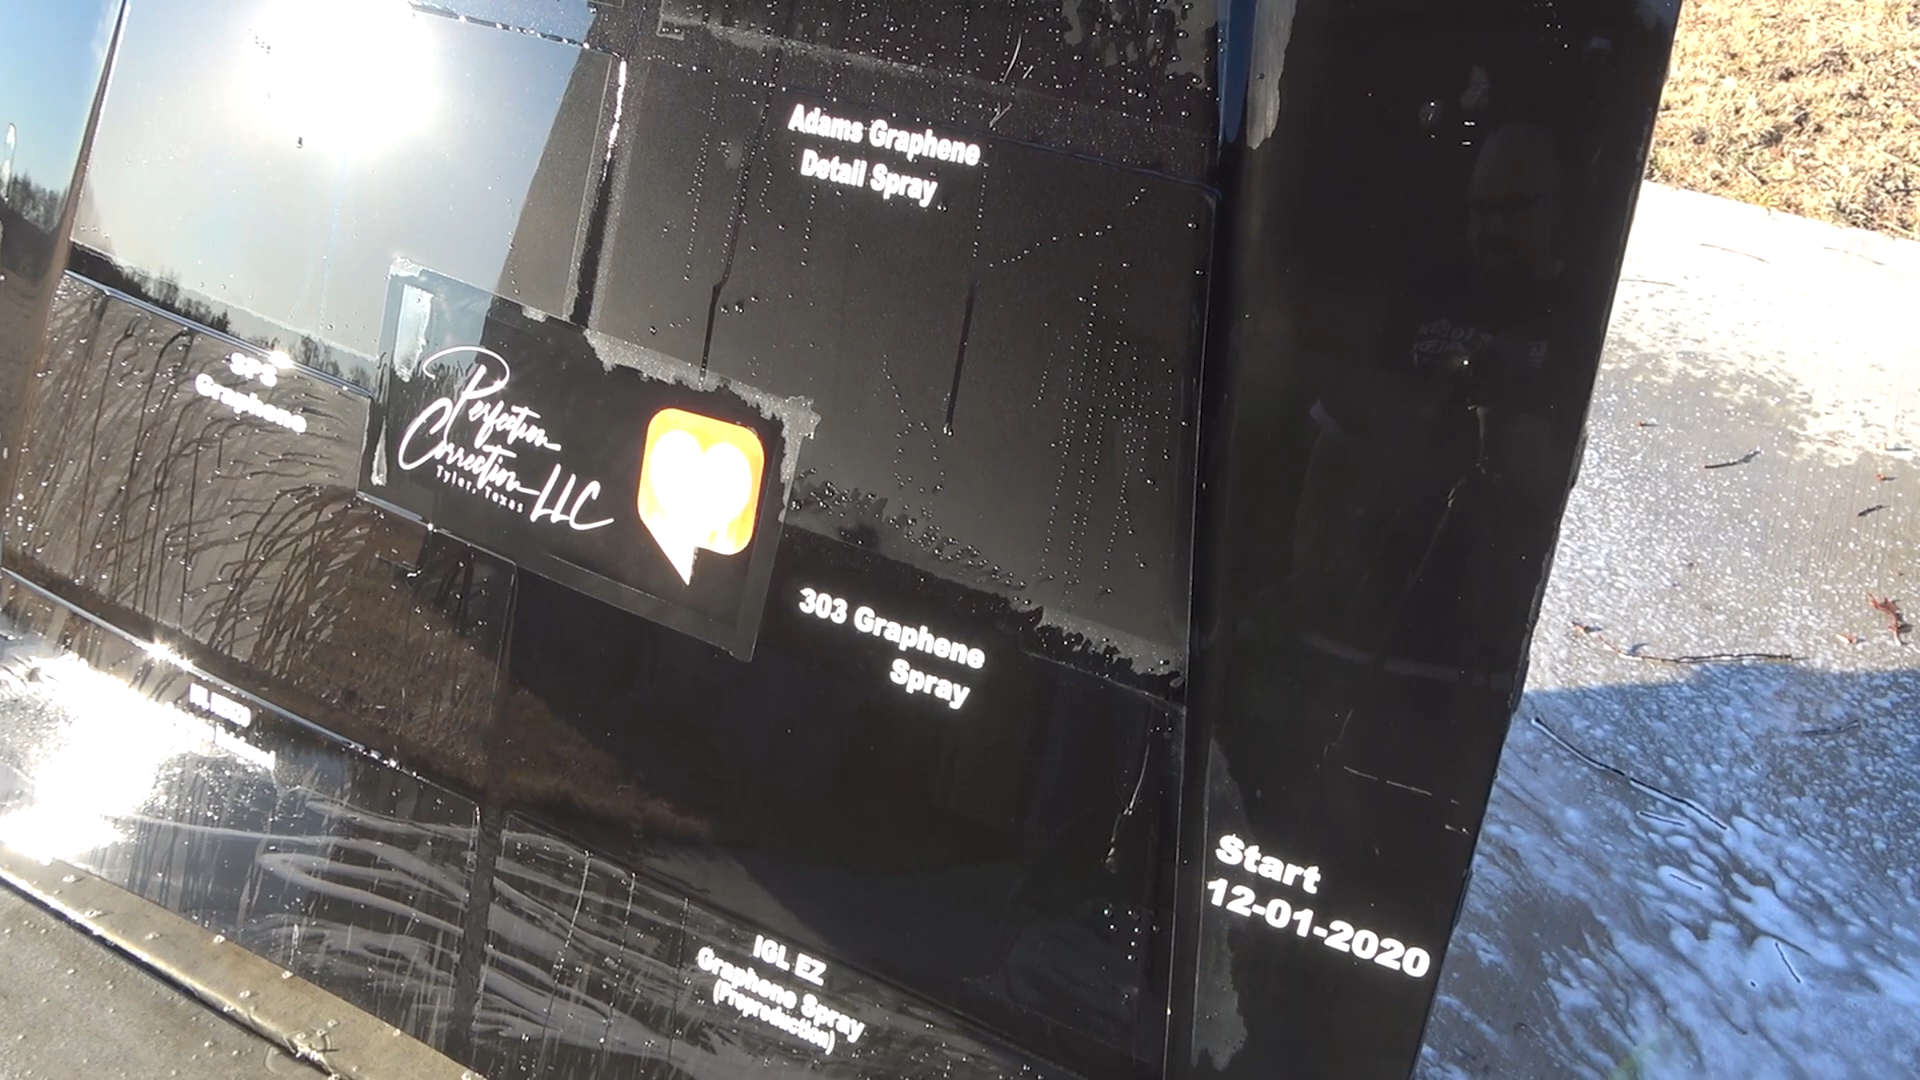 Adams Graphene
Detail Spray
SPS
Graphene
Perfection
Correction LLC
Tyler, Texas
303 Graphene
Spray
IGL EZ
Graphene Spray
(Preproduction)
Start
12-01-2020